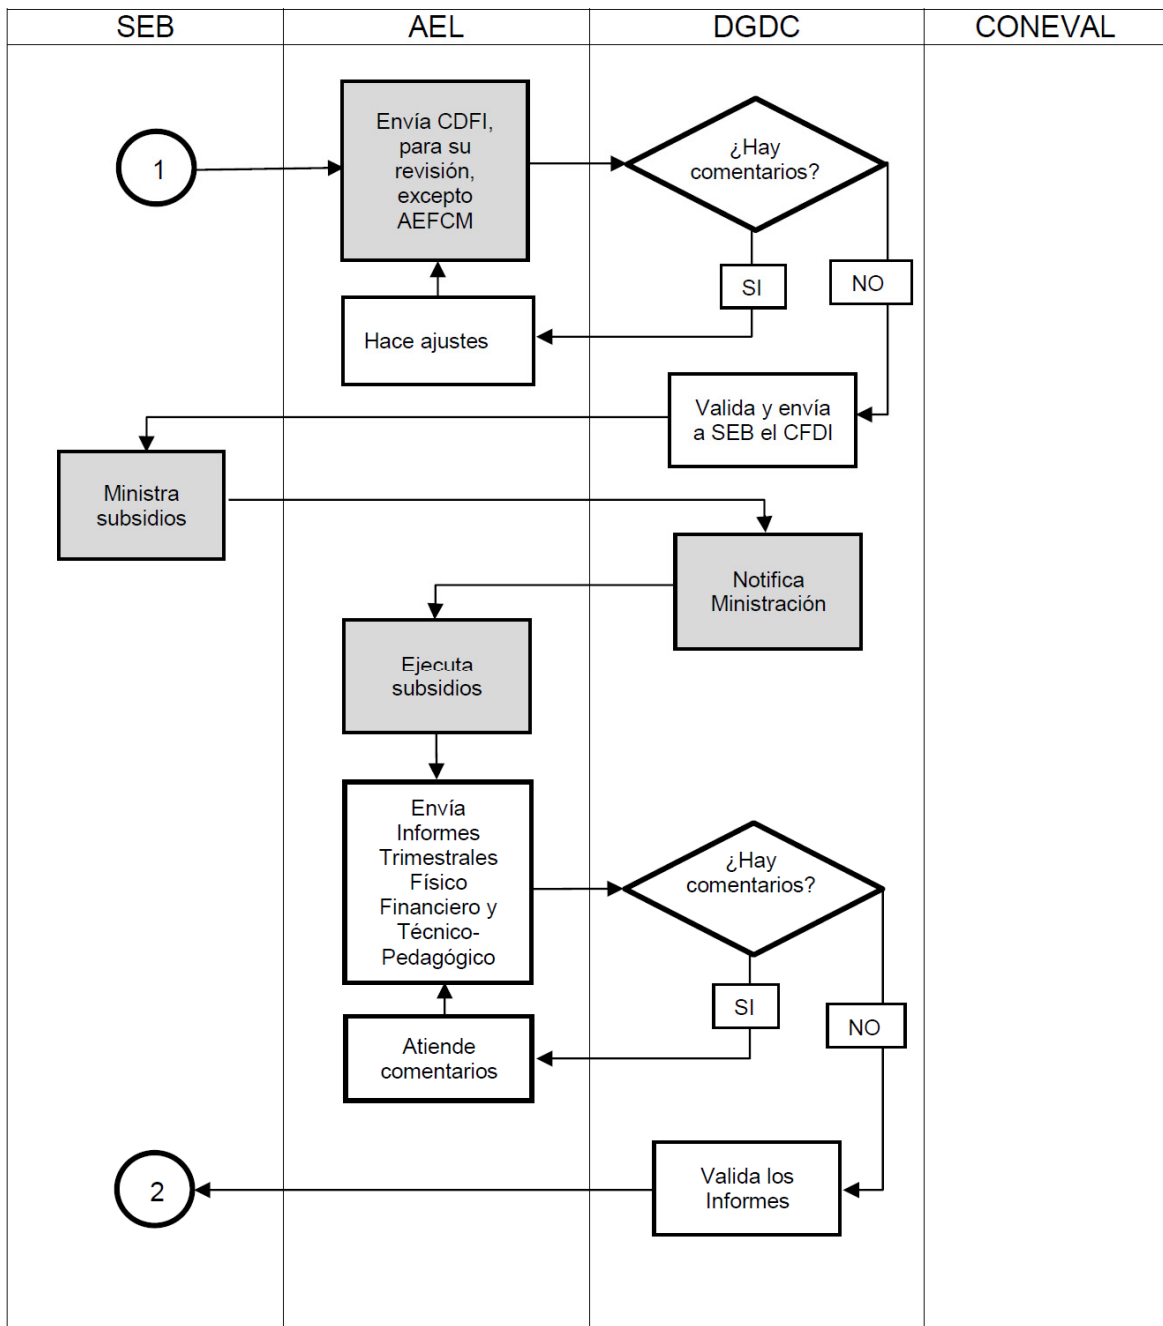 SEB
AEL
DGDC
CONEVAL
1
Envía CDFI,
para su
revisión,
excepto
AEFCM
¿Hay
comentarios?
SI
NO
Hace ajustes
Valida y envía
a SEB el CFDI
Ministra
subsidios
Notifica
Ministración
Ejecuta
subsidios
Envía
Informes
Trimestrales
Físico
Financiero y
Técnico-
Pedagógico
¿Hay
comentarios?
SI
NO
Atiende
comentarios
Valida los
Informes
2